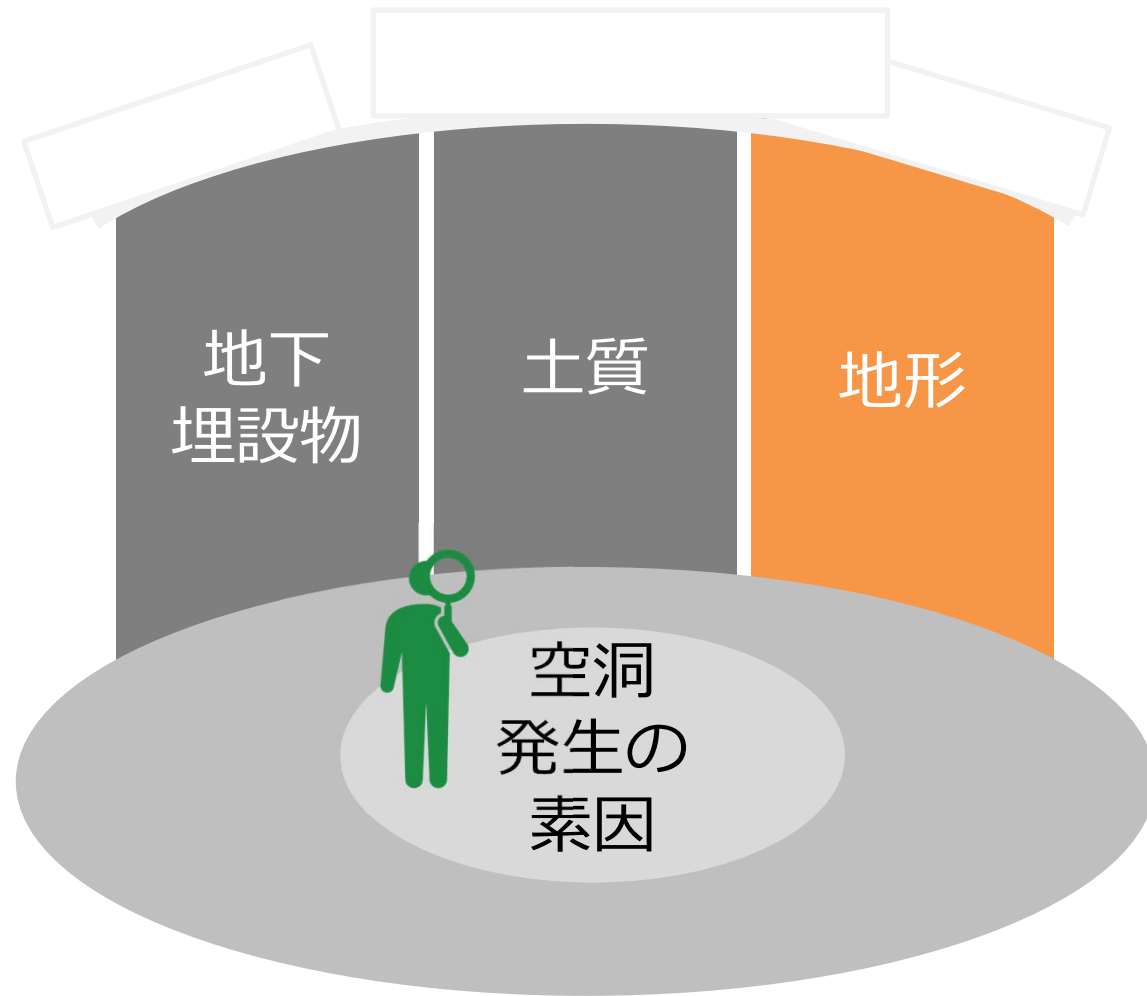 地下
埋設物
土質
地形
空洞
発生の
素因